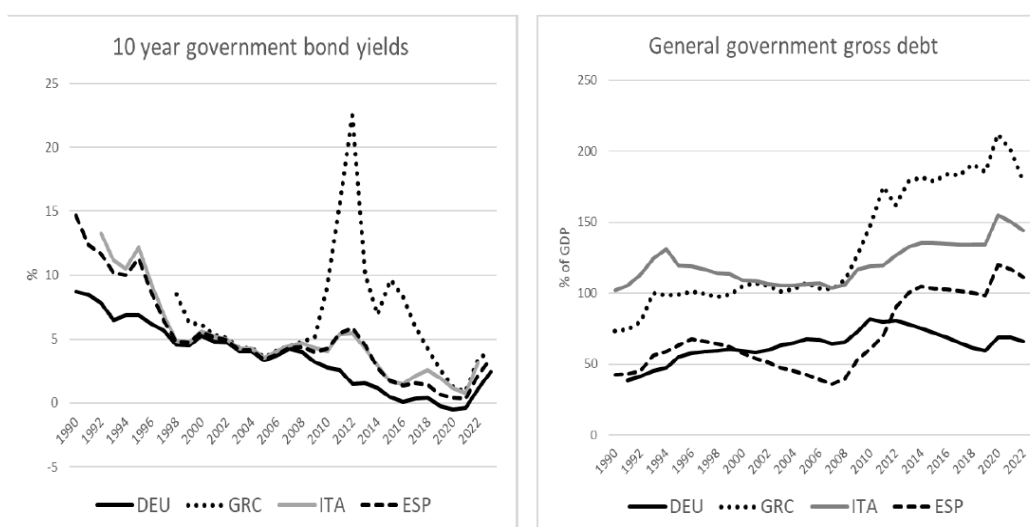 10 year government bond yields
25
20
15
10
5
0
-5
%
1990 1992 1994 1996 1998 2000 2002 2004 2006 2008 2010 2012 2014 2016 2018 2020 2022
DEU GRC ITA ESP
General government gross debt
250
200
150
100
50
0
% of GDP
1990 1992 1994 1996 1998 2000 2002 2004 2006 2008 2010 2012 2014 2016 2018 2020 2022
DEU GRC ITA ESP